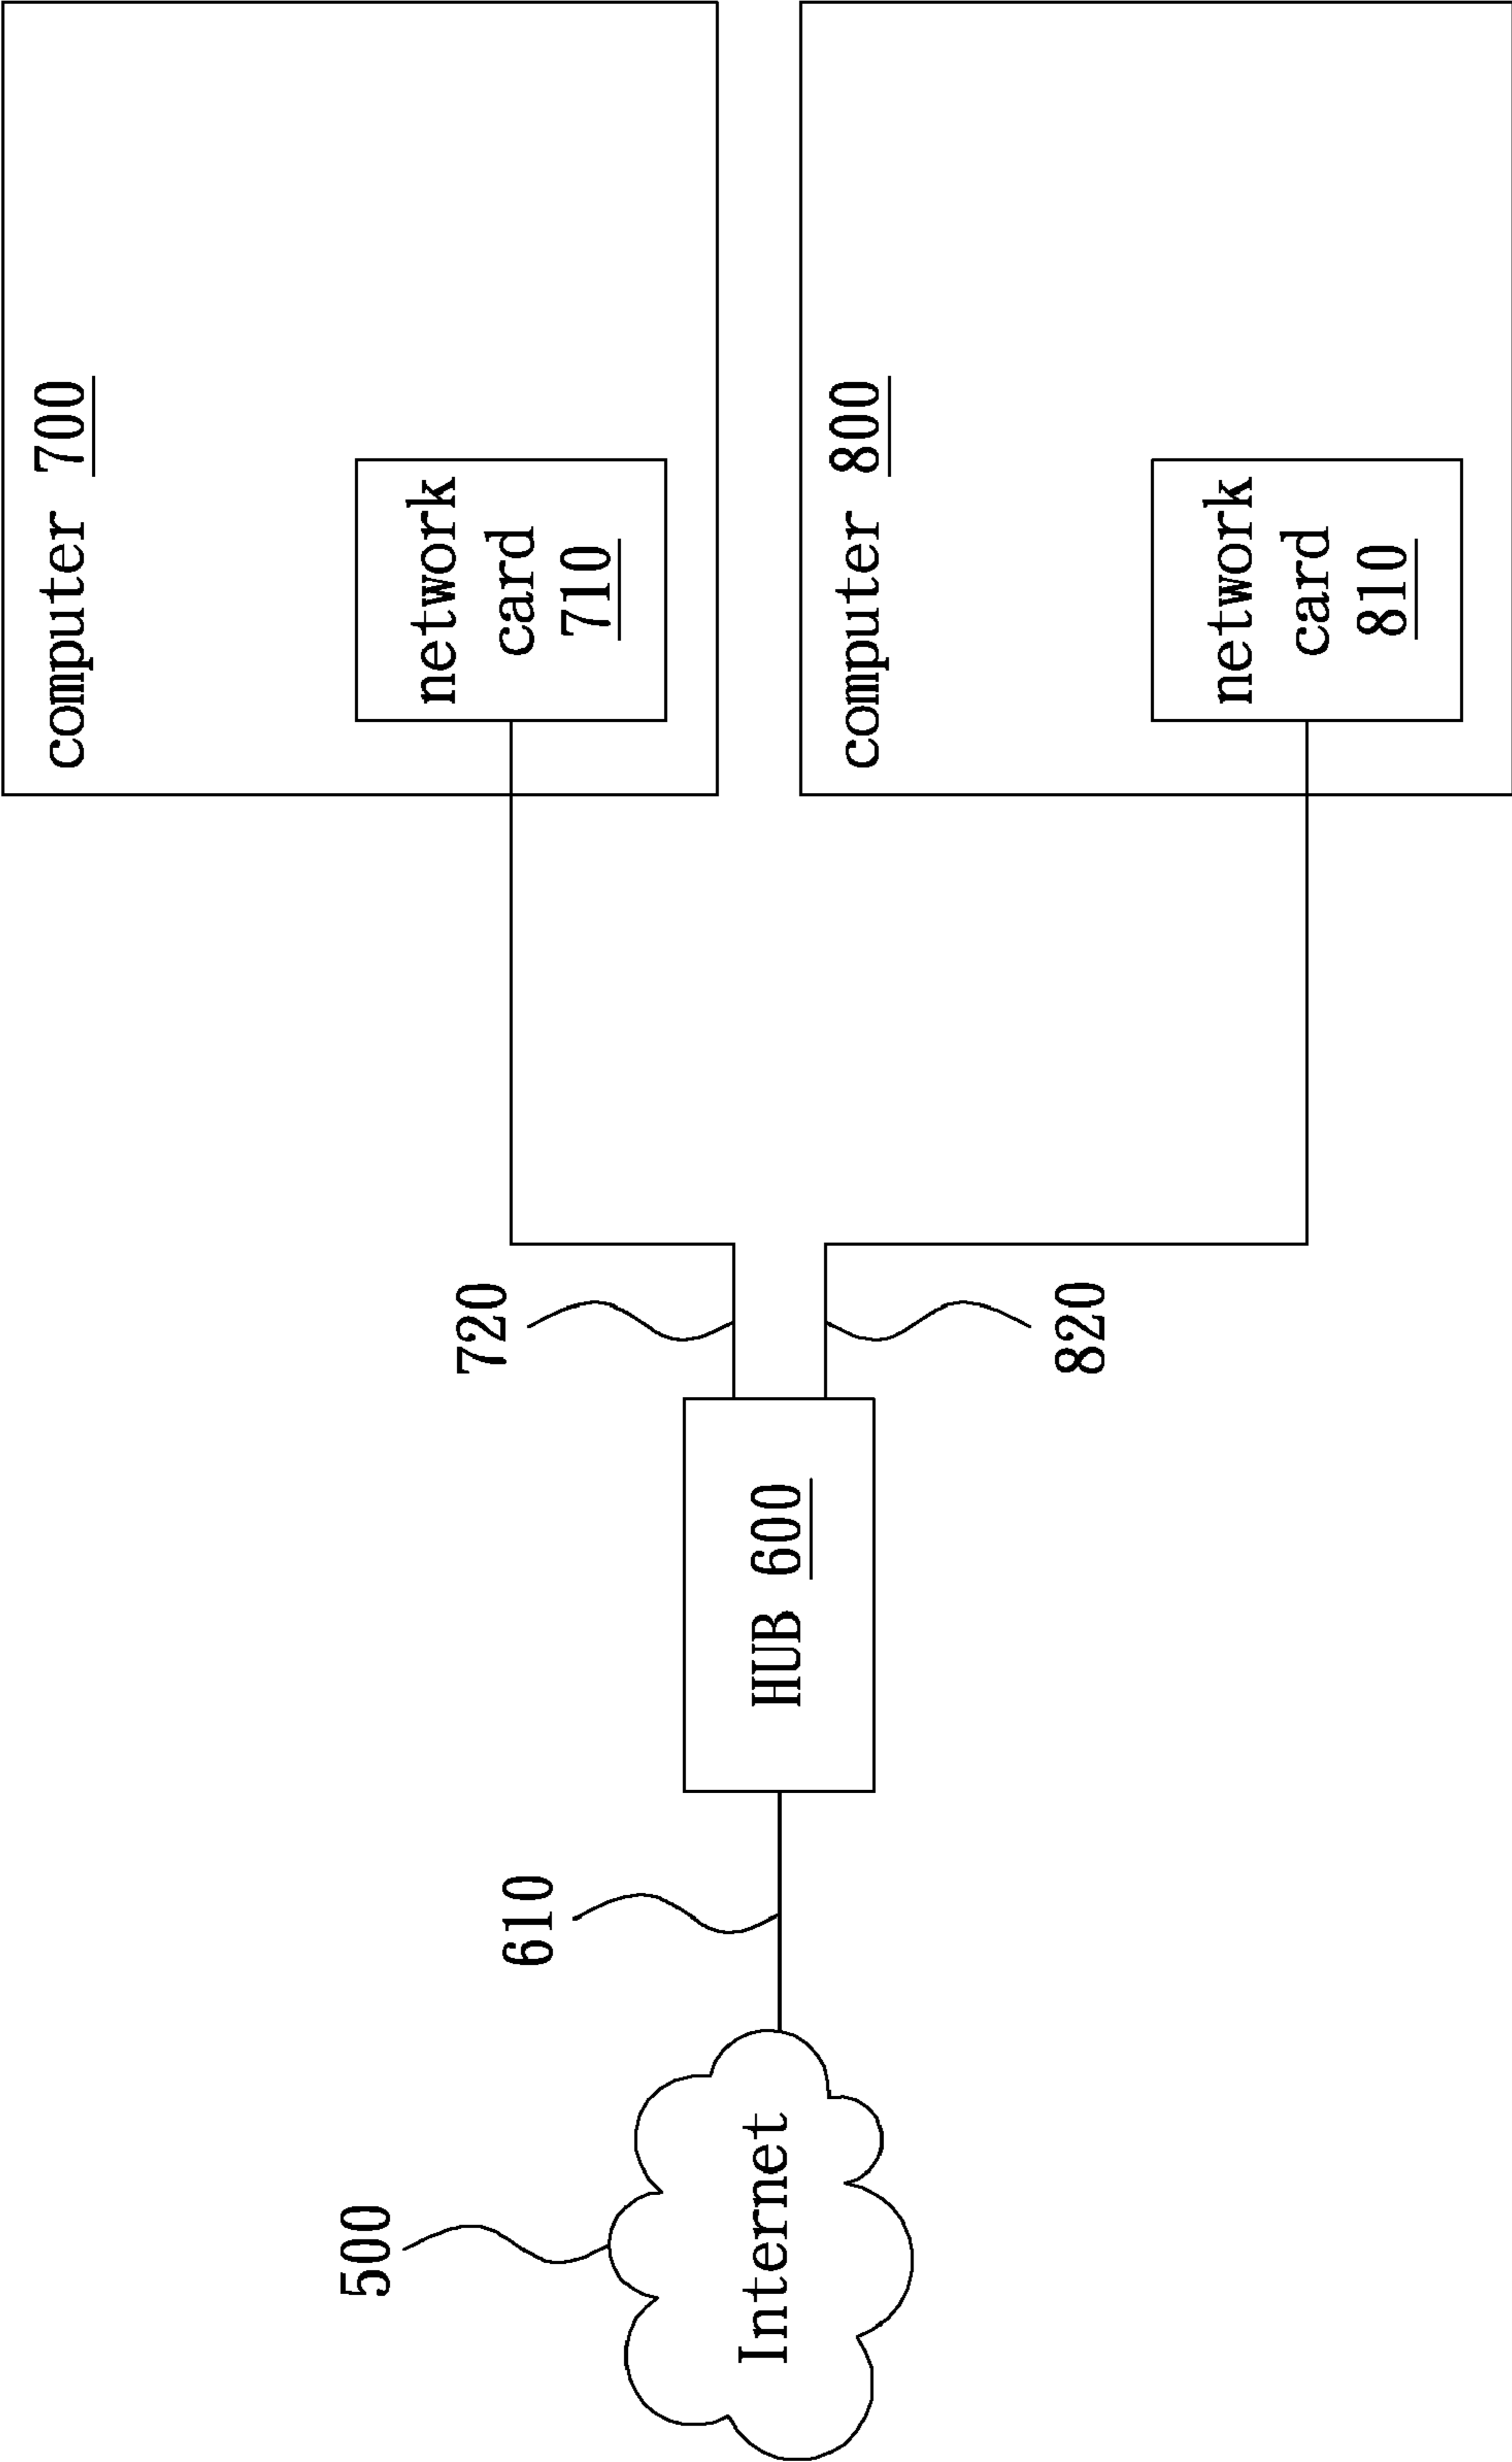 500
Internet
610
HUB 600
720
820
computer 700
network
card
710
computer 800
network
card
810